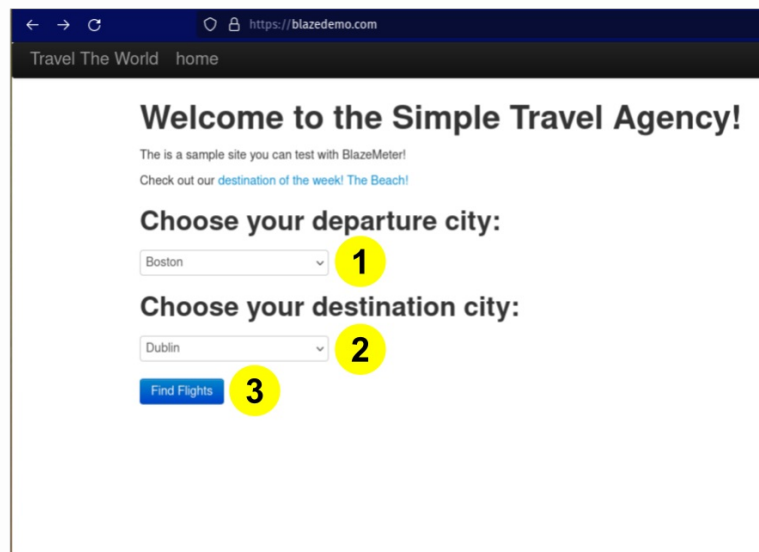 https://blazedemo.com
Travel The World home
Welcome to the Simple Travel Agency!
The is a sample site you can test with BlazeMeter!
Check out our destination of the week! The Beach!
Choose your departure city:
Boston 1
Choose your destination city:
Dublin 2
Find Flights 3